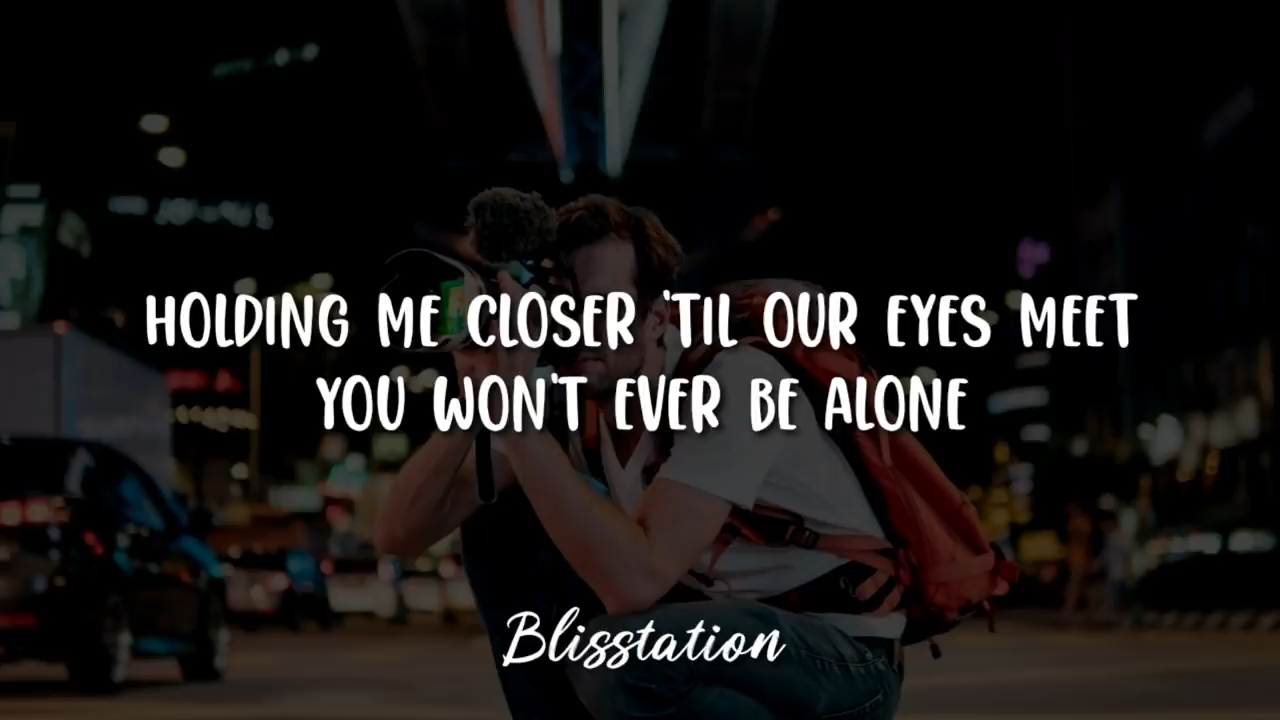 HOLDING ME CLOSER 'TIL OUR EYES MEET
YOU WON'T EVER BE ALONE
Blisstation